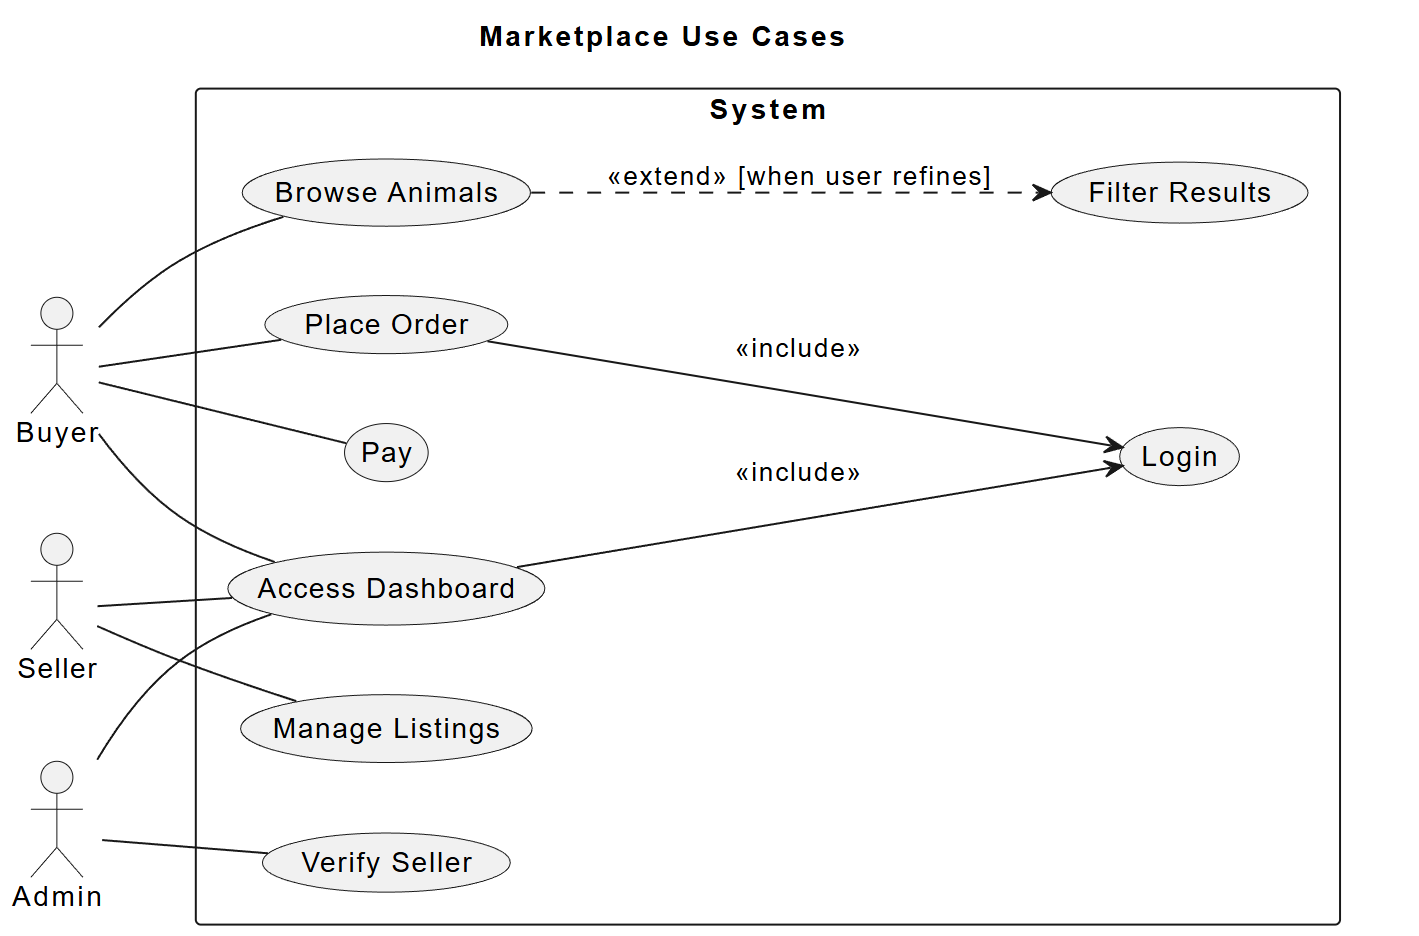 Marketplace Use Cases
System
Browse Animals
«extend» [when user refines]
Filter Results
Place Order
«include»
Buyer
Pay
Login
«include»
Access Dashboard
Seller
Manage Listings
Verify Seller
Admin